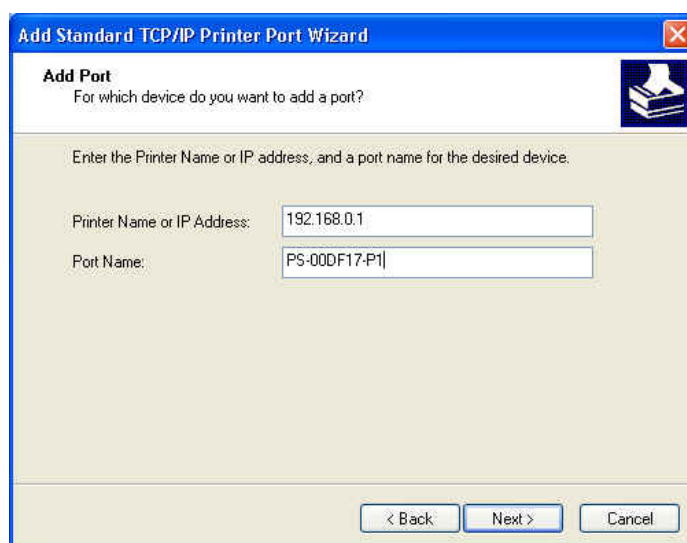 Add Standard TCP/IP Printer Port Wizard
Add Port
For which device do you want to add a port?
Enter the Printer Name or IP address, and a port name for the desired device.
Printer Name or IP Address: 192.168.0.1
Port Name: PS-00DF17-P1
< Back Next > Cancel